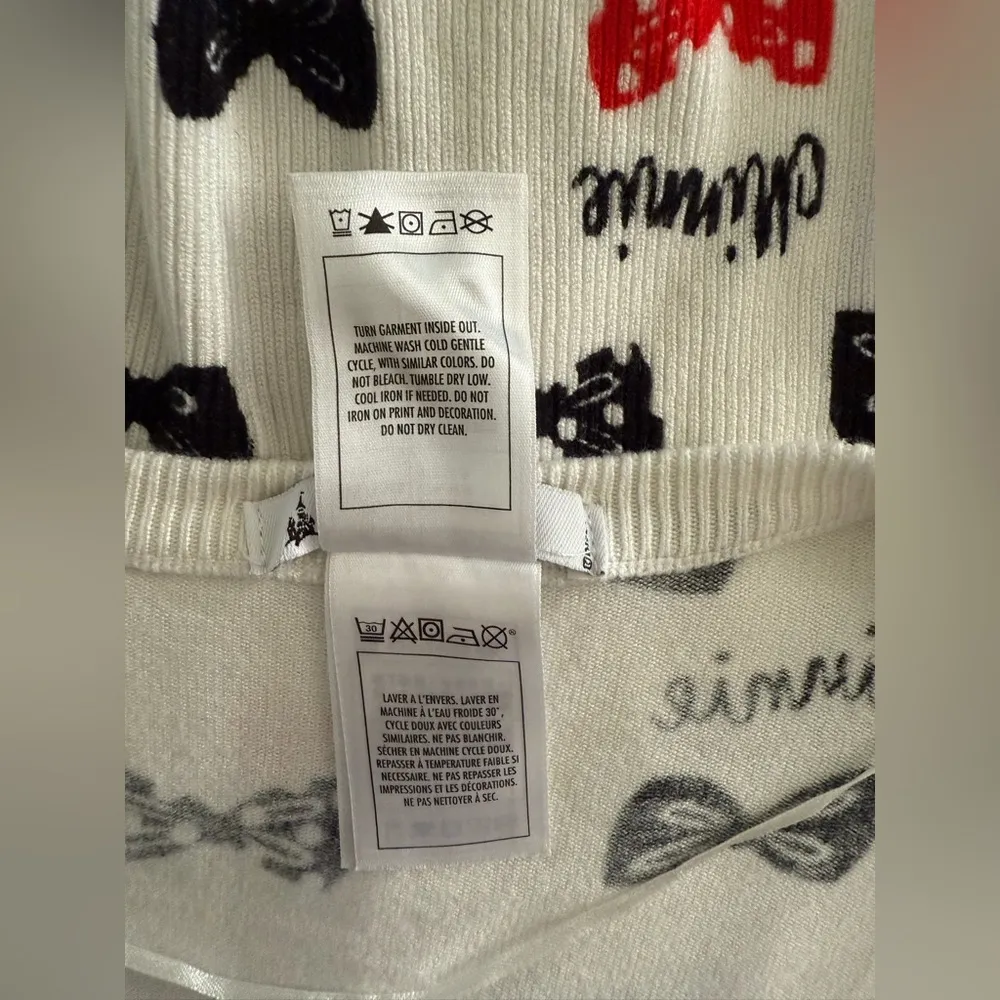 Minnie
TURN GARMENT INSIDE OUT.
MACHINE WASH COLD GENTLE
CYCLE, WITH SIMILAR COLORS. DO
NOT BLEACH. TUMBLE DRY LOW.
COOL IRON IF NEEDED. DO NOT
IRON ON PRINT AND DECORATION.
DO NOT DRY CLEAN.
30
LAVER A L'ENVERS. LAVER EN
MACHINE À L'EAU FROIDE 30°,
CYCLE DOUX AVEC COULEURS
SIMILAIRES. NE PAS BLANCHIR.
SÉCHER EN MACHINE CYCLE DOUX.
REPASSER À TEMPERATURE FAIBLE SI
NECESSAIRE. NE PAS REPASSER LES
IMPRESSIONS ET LES DÉCORATIONS.
NE PAS NETTOYER À SEC.
Minnie